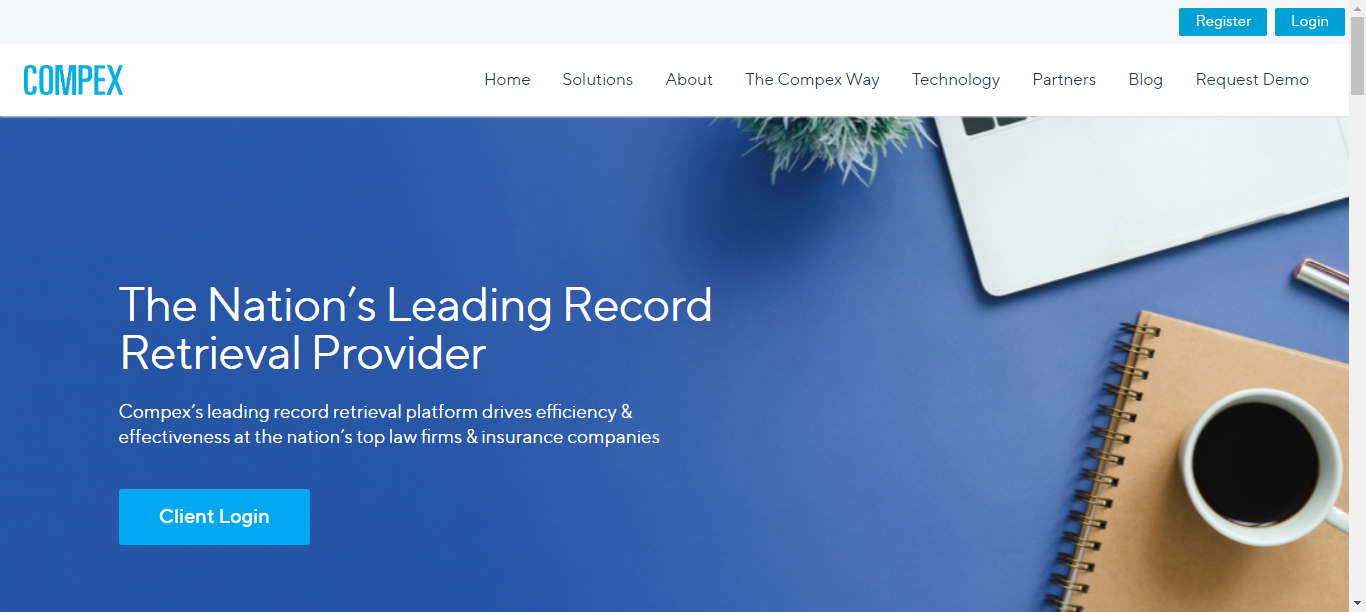 Register
Login
COMPEX
Home
Solutions
About
The Compex Way
Technology
Partners
Blog
Request Demo
The Nation’s Leading Record
Retrieval Provider
Compex’s leading record retrieval platform drives efficiency &
effectiveness at the nation’s top law firms & insurance companies
Client Login